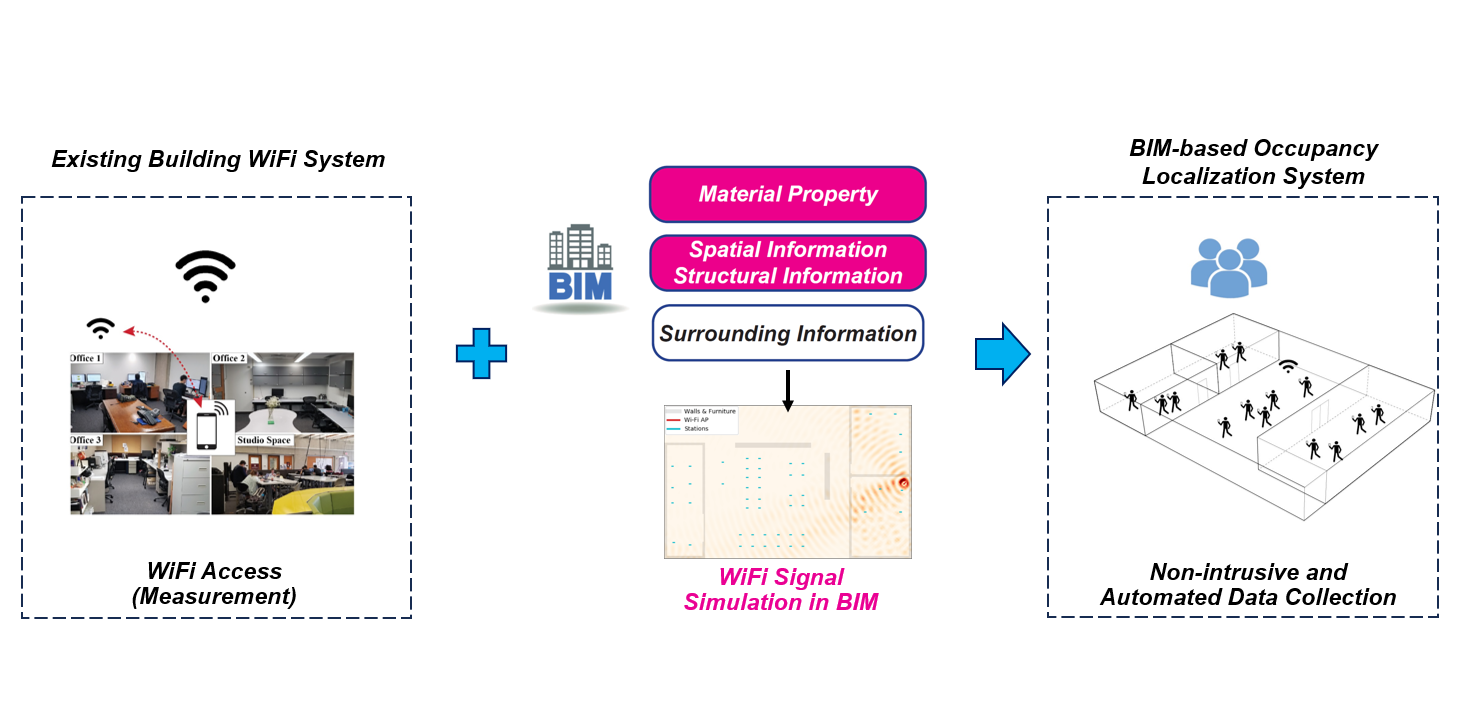 Existing Building WiFi System
Office 1
Office 2
Office 3
Studio Space
WiFi Access
(Measurement)
BIM
Material Property
Spatial Information
Structural Information
Surrounding Information
Walls & Furniture
Wi-Fi AP
Stations
WiFi Signal
Simulation in BIM
BIM-based Occupancy
Localization System
Non-intrusive and
Automated Data Collection